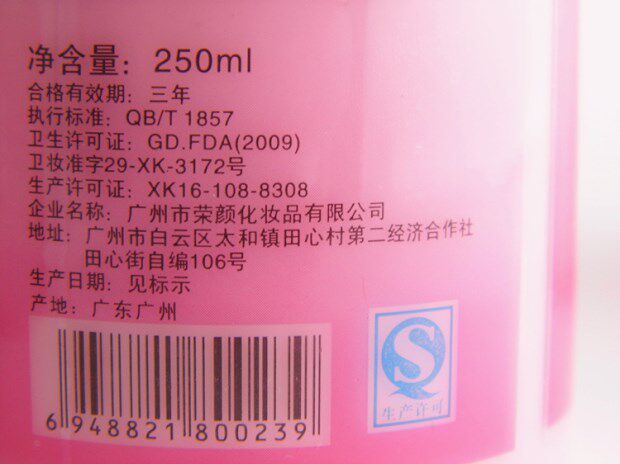 净含量：250ml
合格有效期：三年
执行标准：QB/T 1857
卫生许可证：GD.FDA(2009)
卫妆准字29-XK-3172号
生产许可证：XK16-108-8308
企业名称：广州市荣颜化妆品有限公司
地址：广州市白云区太和镇田心村第二经济合作社
田心街自编106号
生产日期：见标示
产地：广东广州
6 948821 800239
生产许可